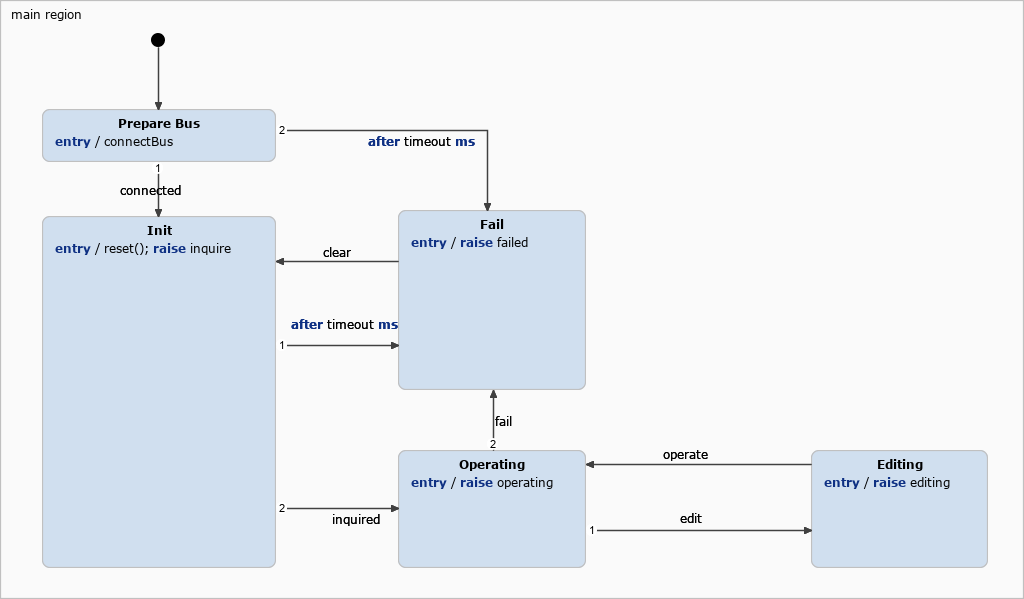 main region
Prepare Bus
entry / connectBus
2
after timeout ms
1
connected
Init
entry / reset(); raise inquire
Fail
entry / raise failed
clear
after timeout ms
1
fail
2
Operating
entry / raise operating
operate
Editing
entry / raise editing
2
inquired
1
edit